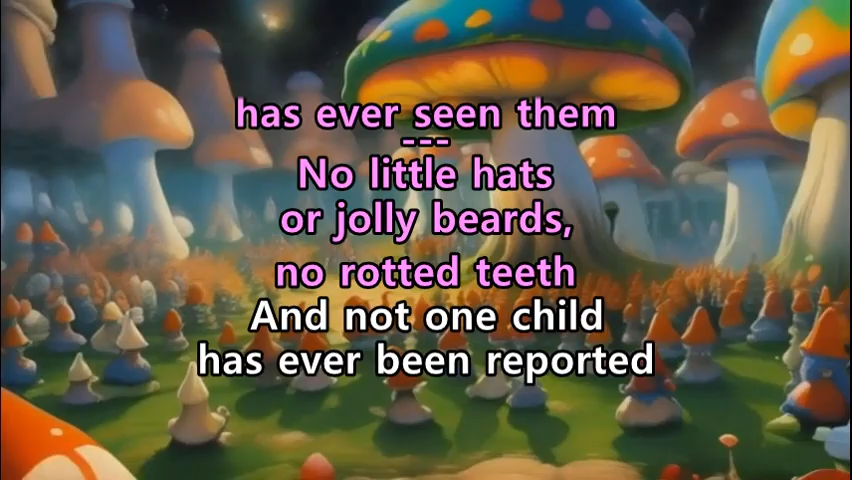 has ever seen them
---
No little hats
or jolly beards,
no rotted teeth
And not one child
has ever been reported